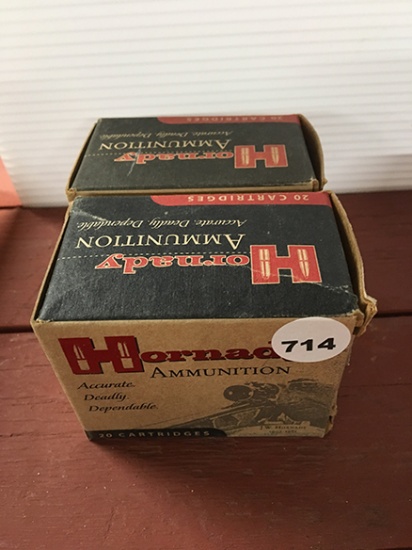 20 CARTRIDGES
Accurate. Deadly. Dependable.
AMMUNITION
Hornady
20 CARTRIDGES
Accurate. Deadly. Dependable.
AMMUNITION
Hornady
Hornady
714
AMMUNITION
Accurate.
Deadly.
Dependable.
20 CARTRIDGES